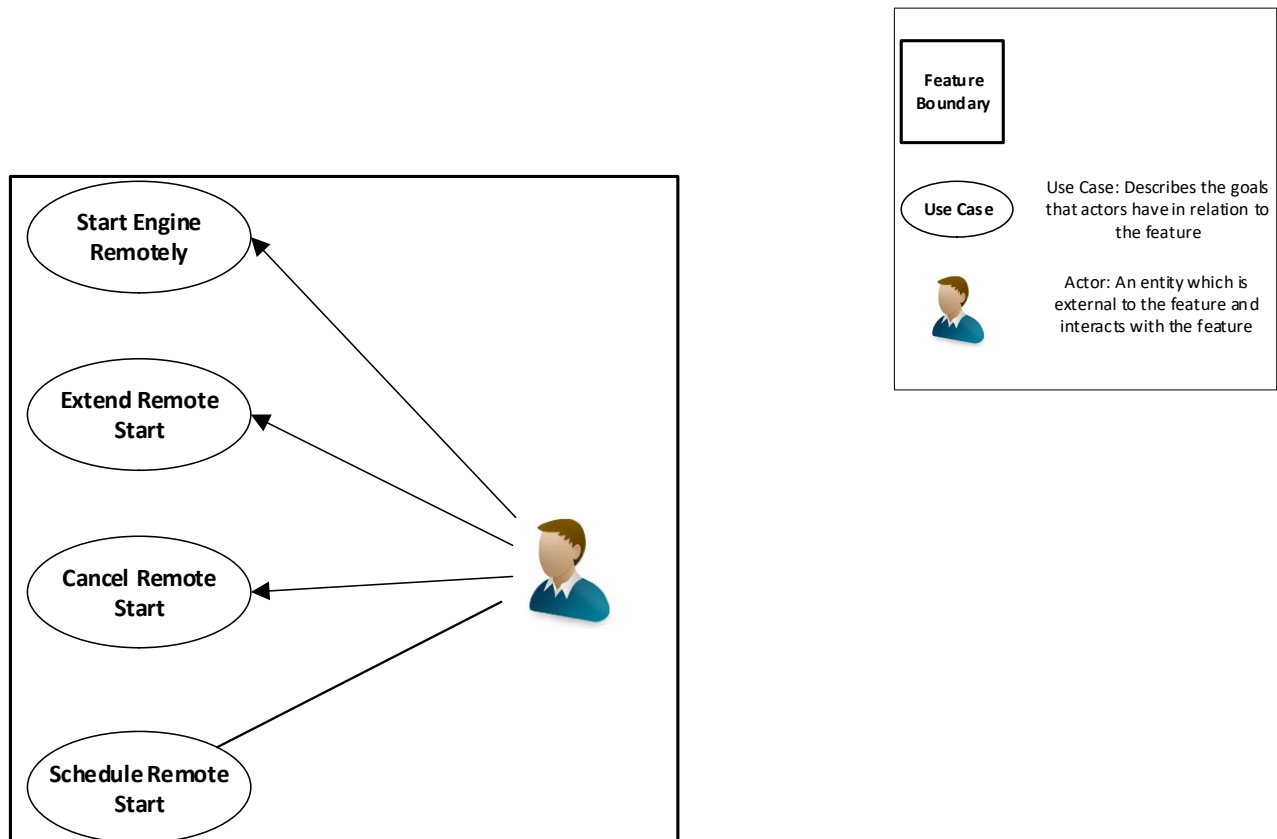 Start Engine
Remotely
Extend Remote
Start
Cancel Remote
Start
Schedule Remote
Start
Feature
Boundary
Use Case
Use Case: Describes the goals
that actors have in relation to
the feature
Actor: An entity which is
external to the feature and
interacts with the feature